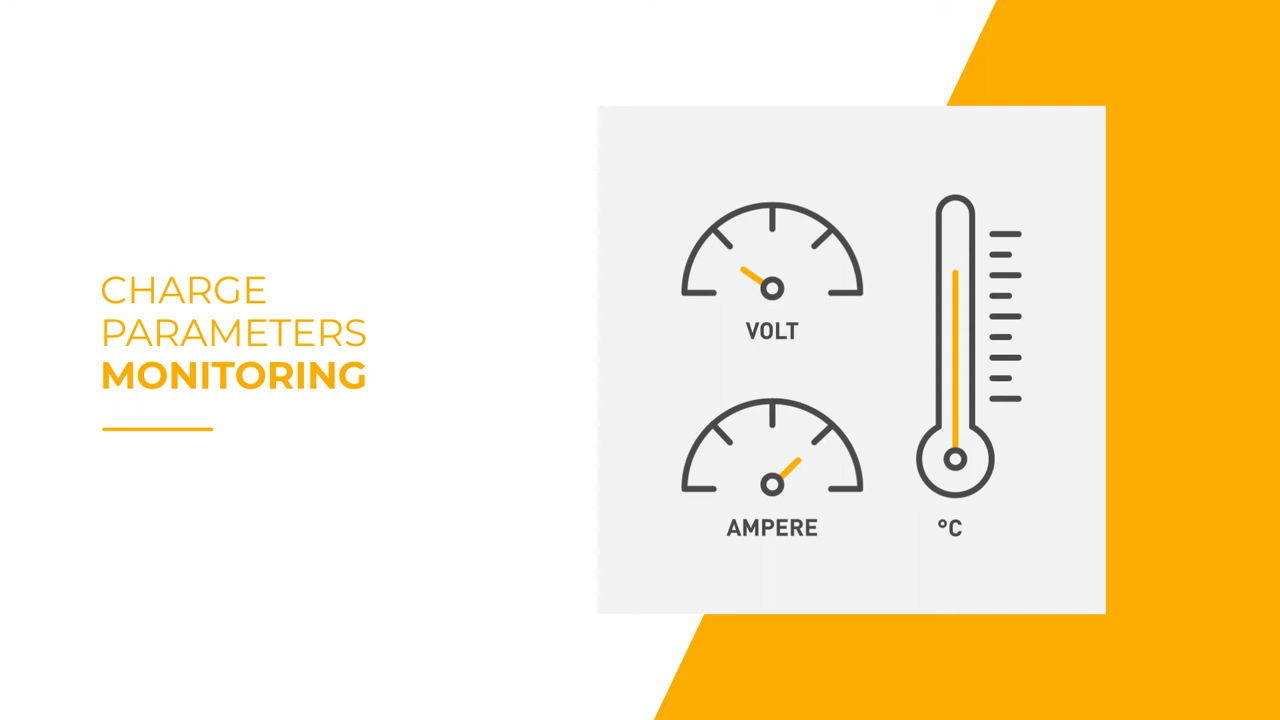 CHARGE
PARAMETERS
MONITORING
VOLT
AMPERE
°C